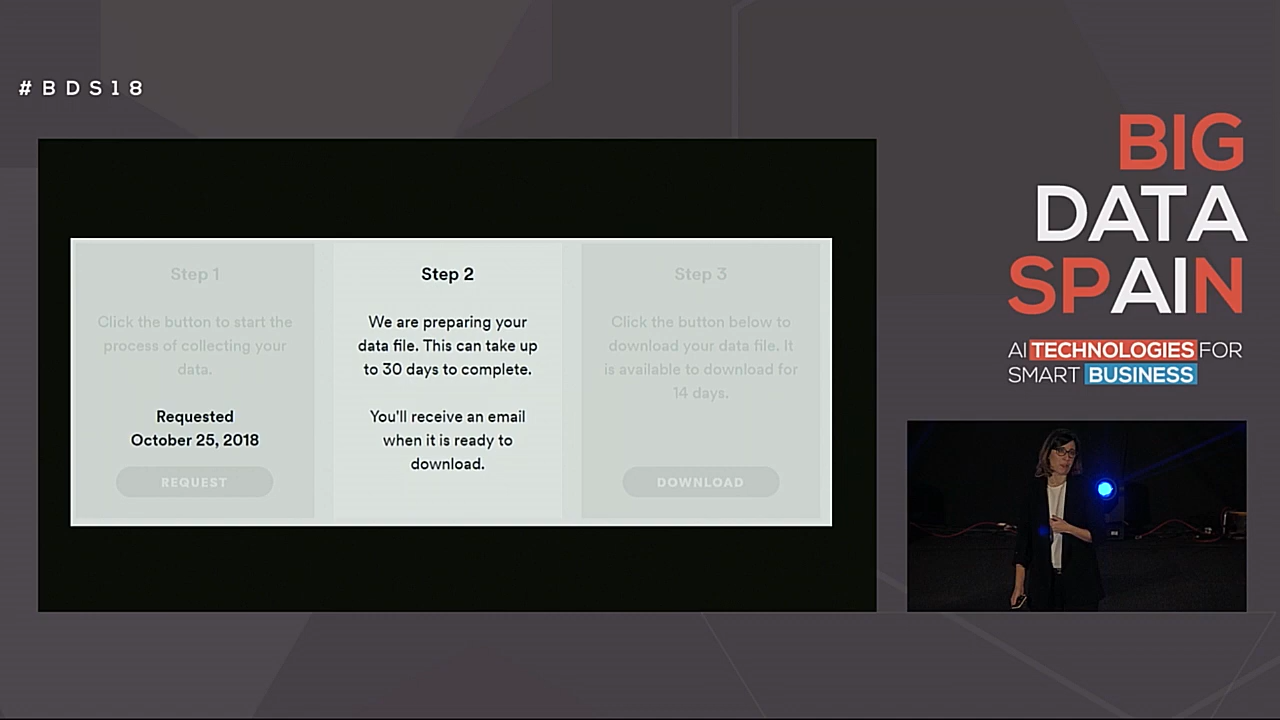 #BDS18
BIG
DATA
SPAIN
AI TECHNOLOGIES FOR
SMART BUSINESS
Step 1
Click the button to start the
process of collecting your
data.
Requested
October 25, 2018
REQUEST
Step 2
We are preparing your
data file. This can take up
to 30 days to complete.
You'll receive an email
when it is ready to
download.
Step 3
Click the button below to
download your data file. It
is available to download for
14 days.
DOWNLOAD